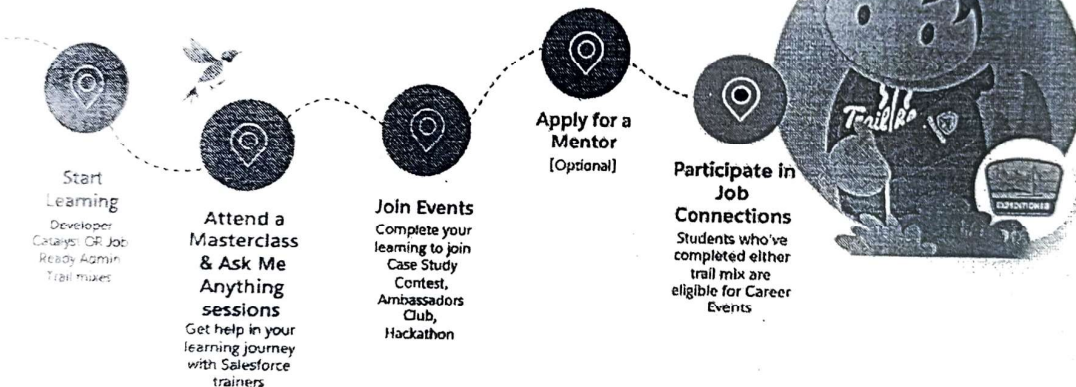 Start
Learning
Developer
Catalyst OR Job
Ready Admin
Trail mixes
Attend a
Masterclass
& Ask Me
Anything
sessions
Get help in your
learning journey
with Salesforce
trainers
Join Events
Complete your
learning to join
Case Study
Contest,
Ambassadors
Club,
Hackathon
Apply for a
Mentor
[Optional]
Participate in
Job
Connections
Students who've
completed either
trail mix are
eligible for Career
Events
EXPEDITIONER